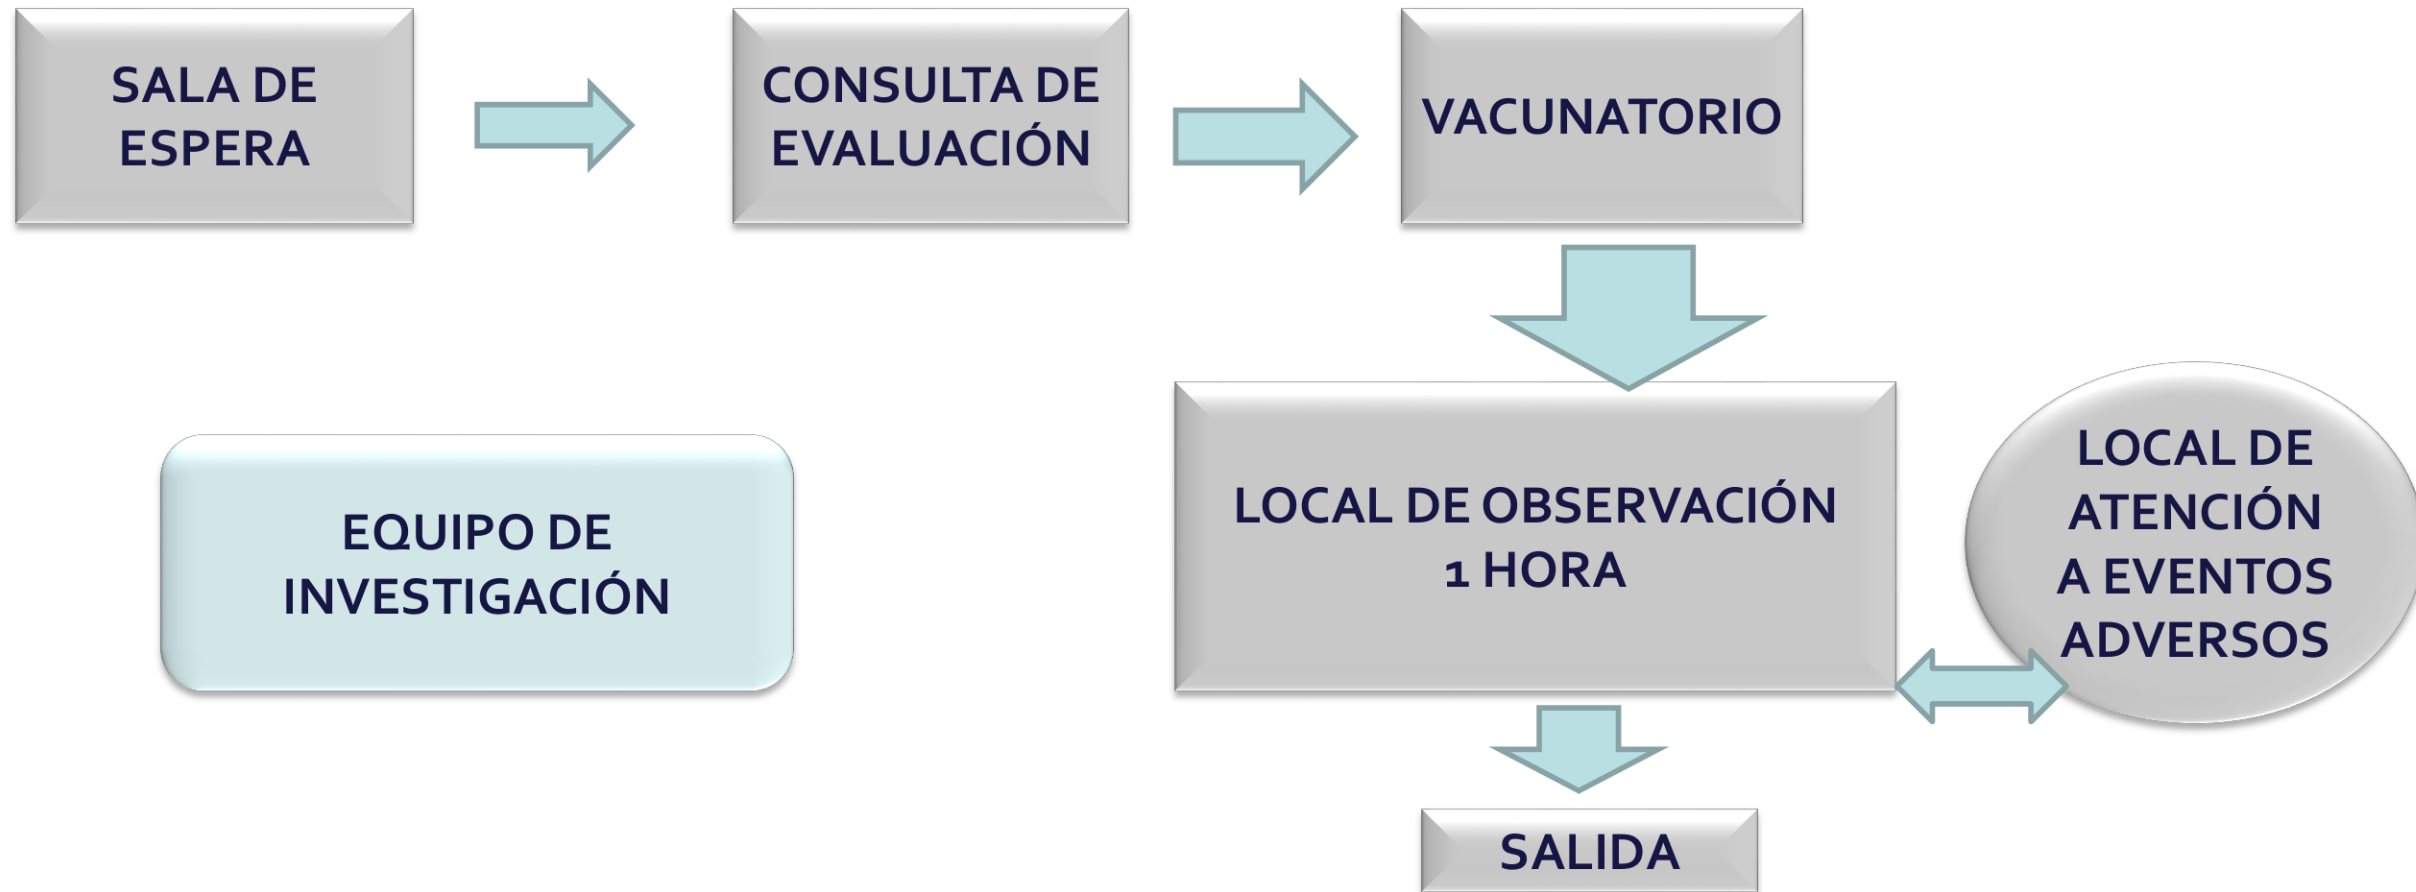 SALA DE
ESPERA
CONSULTA DE
EVALUACIÓN
VACUNATORIO
EQUIPO DE
INVESTIGACIÓN
LOCAL DE OBSERVACIÓN
1 HORA
LOCAL DE
ATENCIÓN
A EVENTOS
ADVERSOS
SALIDA